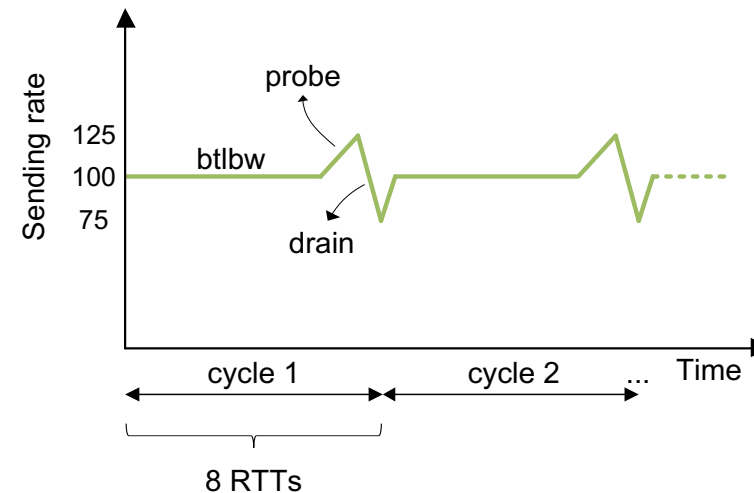 Sending rate
probe
125
btlbw
100
75
drain
cycle 1
cycle 2
...
Time
8 RTTs